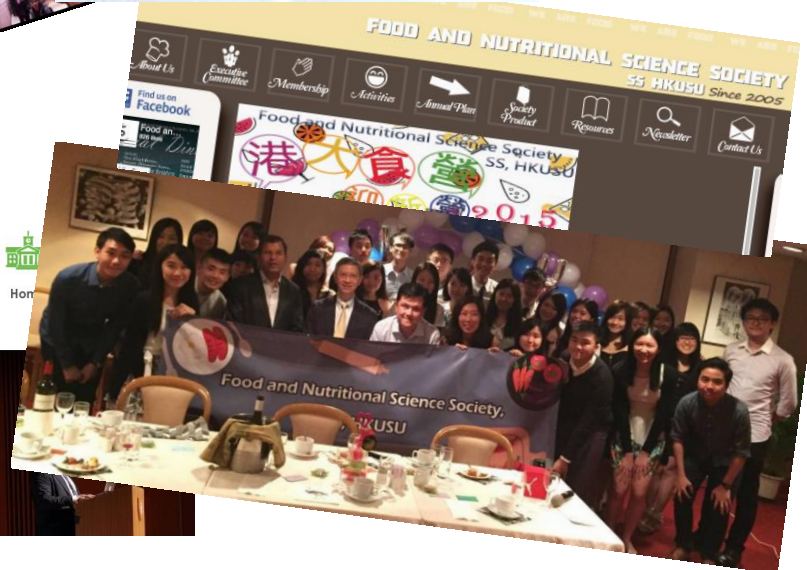 FOOD AND NUTRITIONAL SCIENCE SOCIETY
SS HKUSU Since 2005
About Us
Executive
Committee
Membership
Activities
Annual Plan
Society
Product
Resources
Newsletter
Contact Us
Find us on
Facebook
Food an...
Food and Nutritional Science Society
SS, HKUSU
港大食營
2015
Food and Nutritional Science Society,
HKUSU